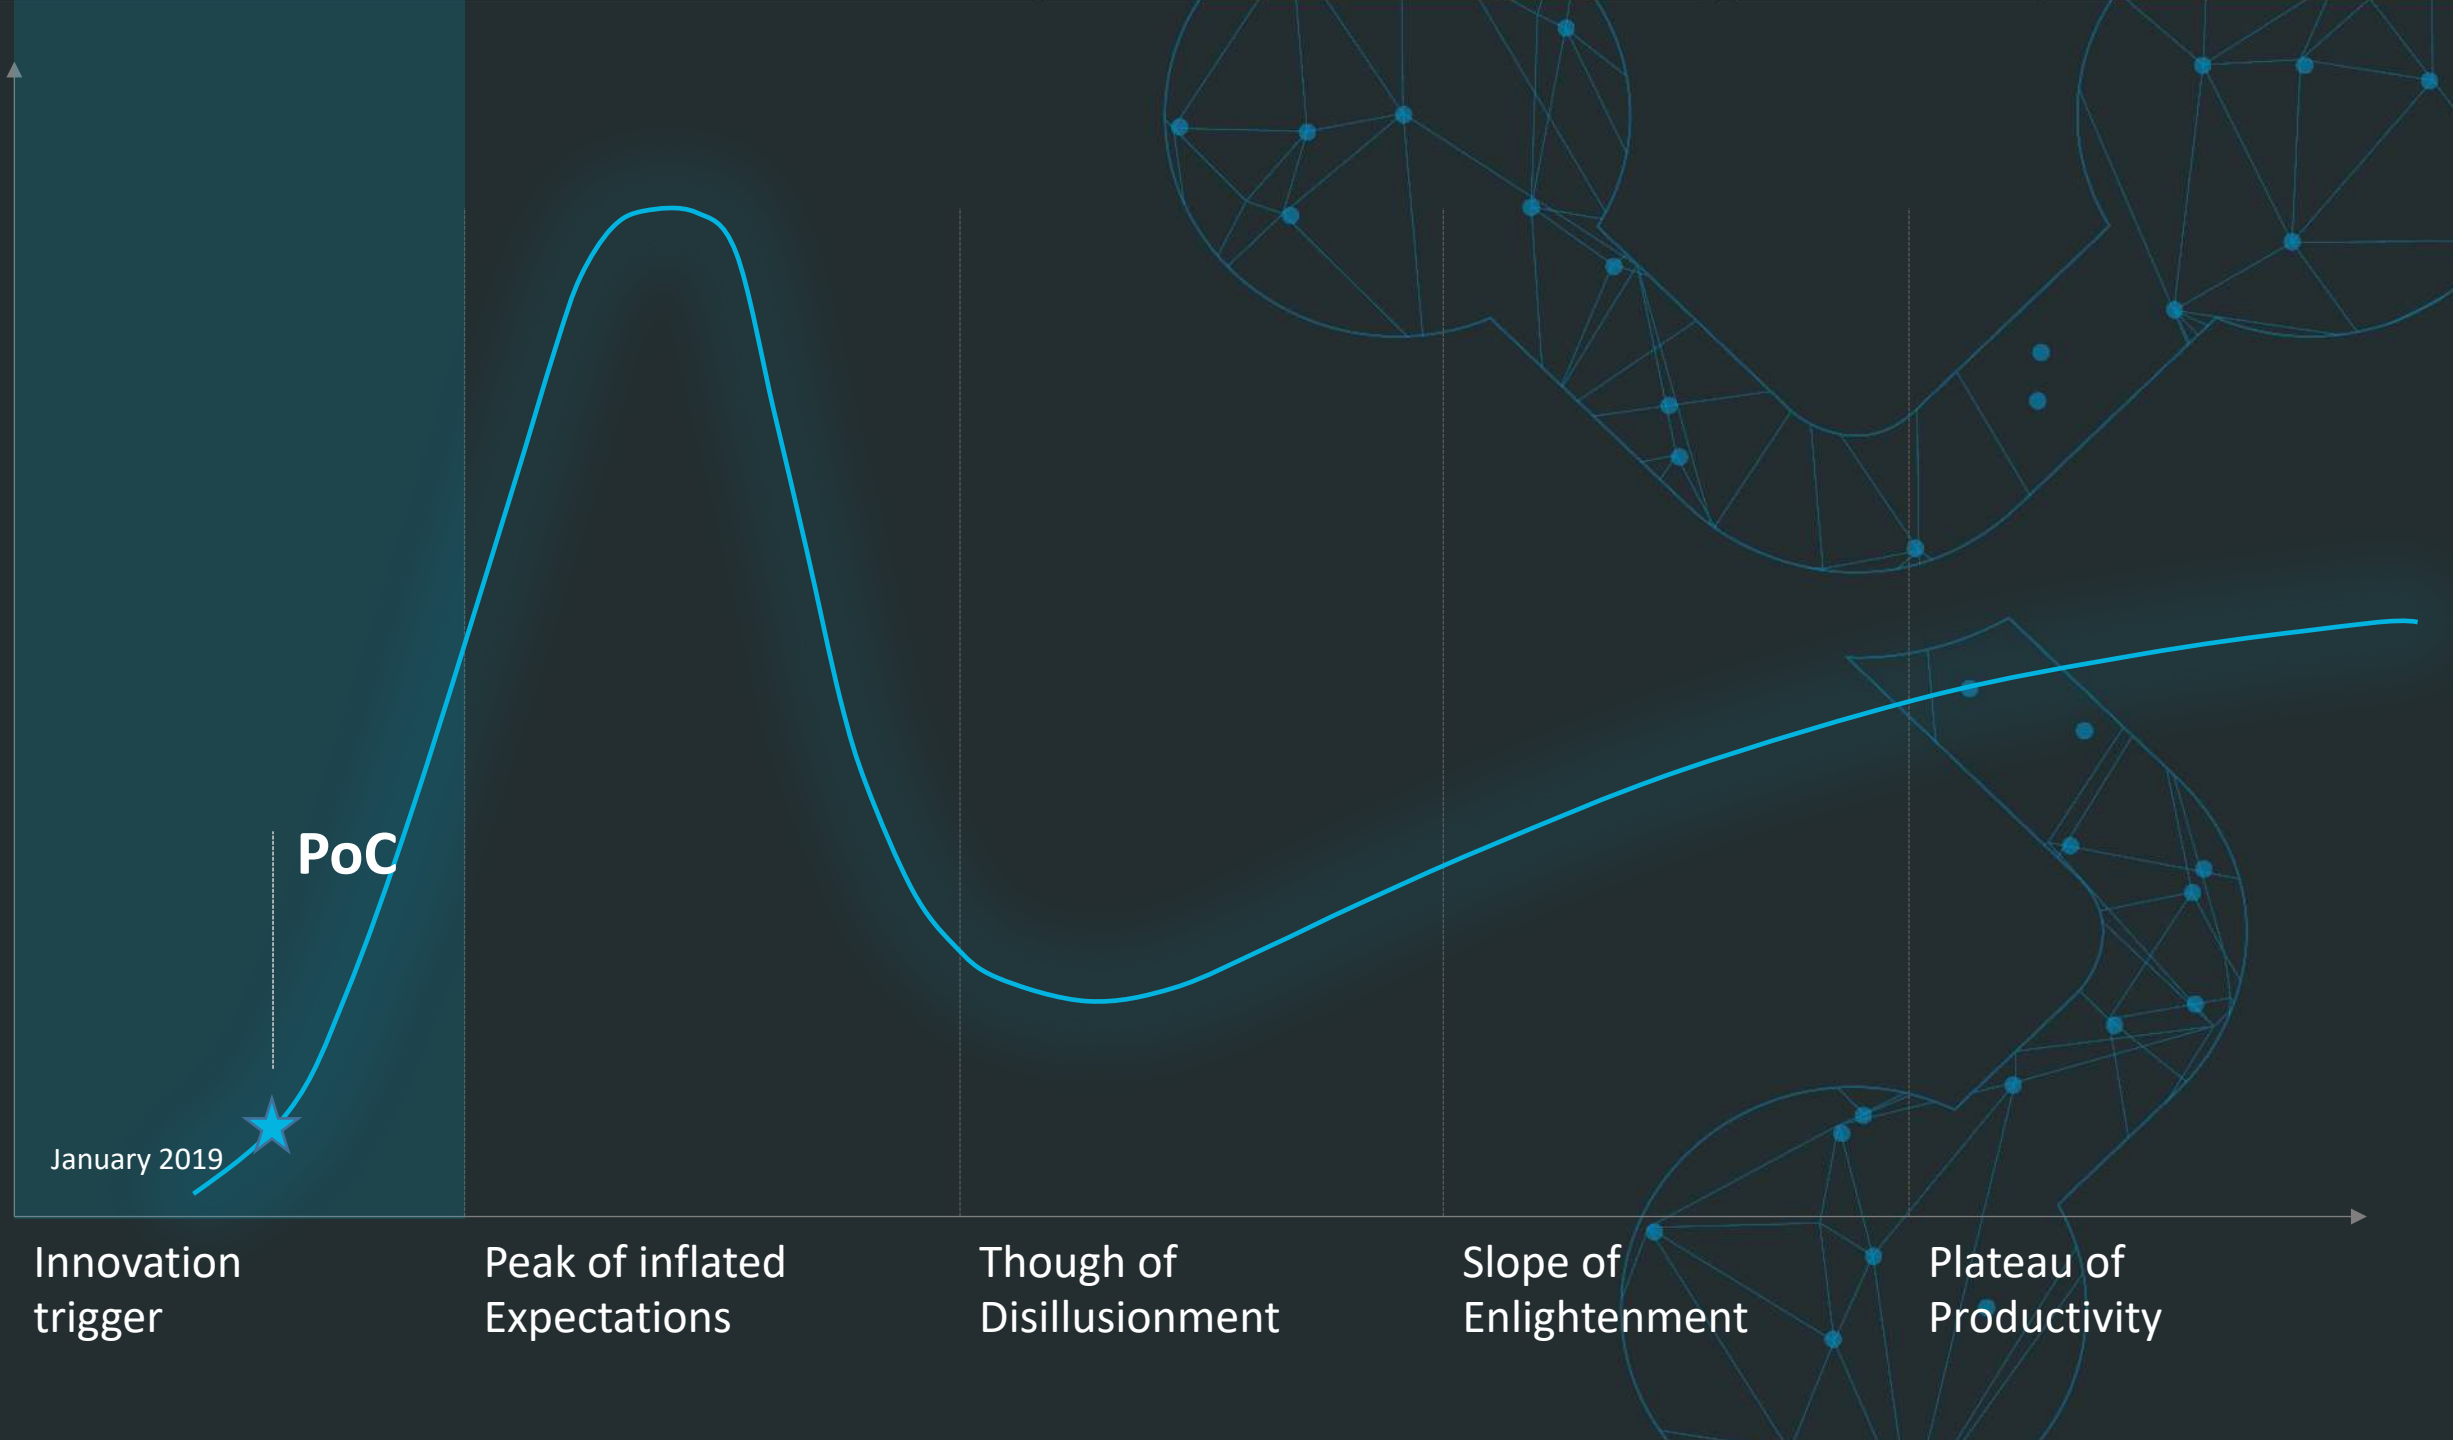 PoC
January 2019
Innovation
trigger
Peak of inflated
Expectations
Though of
Disillusionment
Slope of
Enlightenment
Plateau of
Productivity